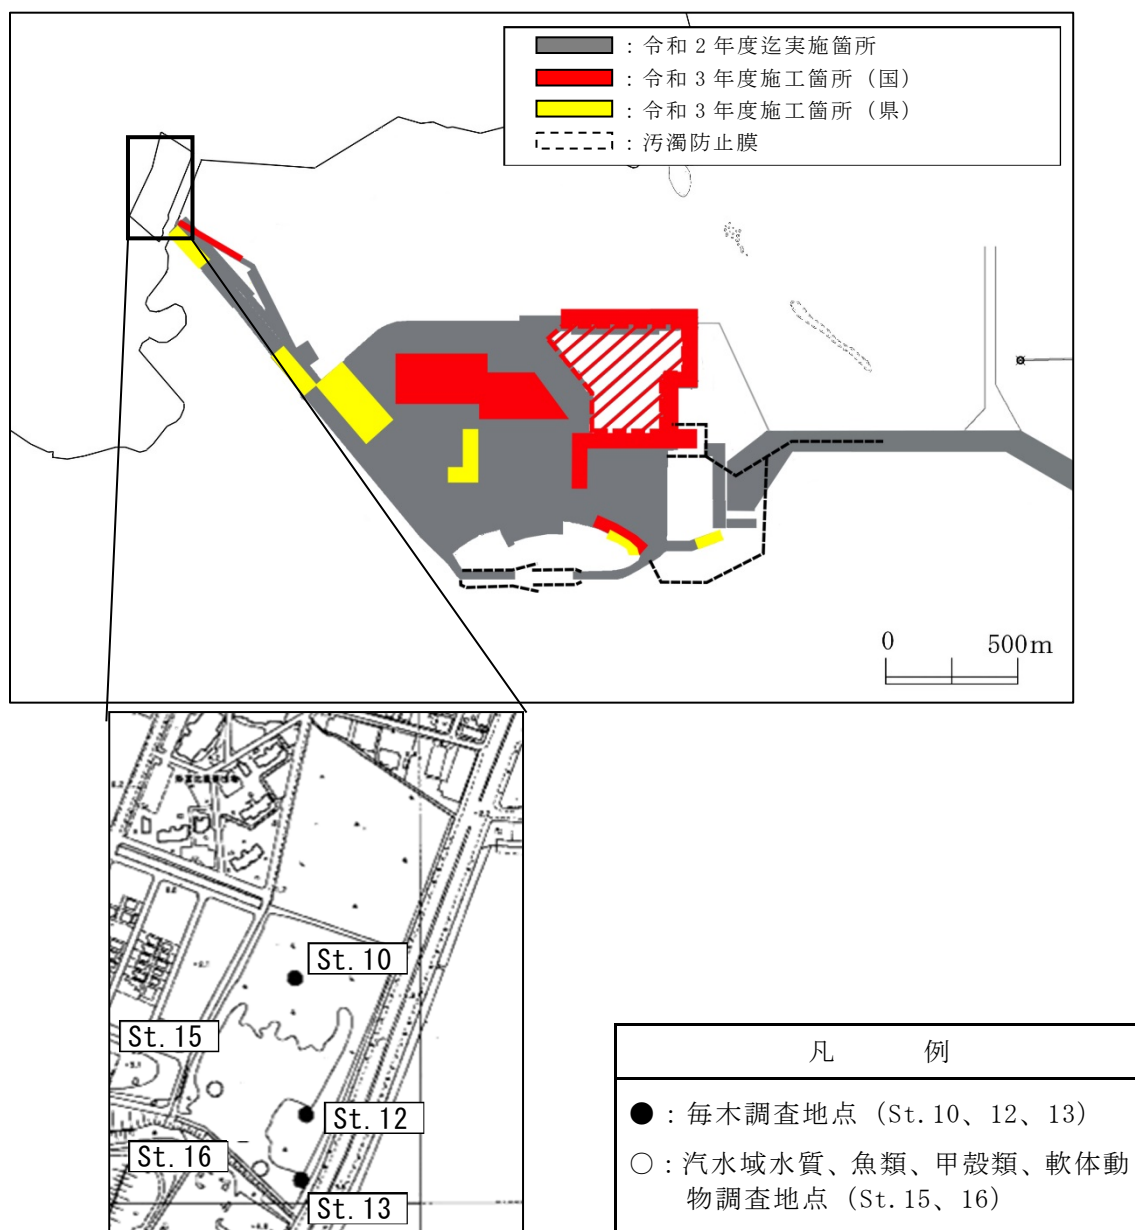 ：令和２年度迄実施箇所
：令和３年度施工箇所（国）
：令和３年度施工箇所（県）
：汚濁防止膜
0 500m
St.10
St.15
St.12
St.16
St.13
凡 例
●：毎木調査地点（St.10、12、13）
○：汽水域水質、魚類、甲殻類、軟体動
物調査地点（St.15、16）